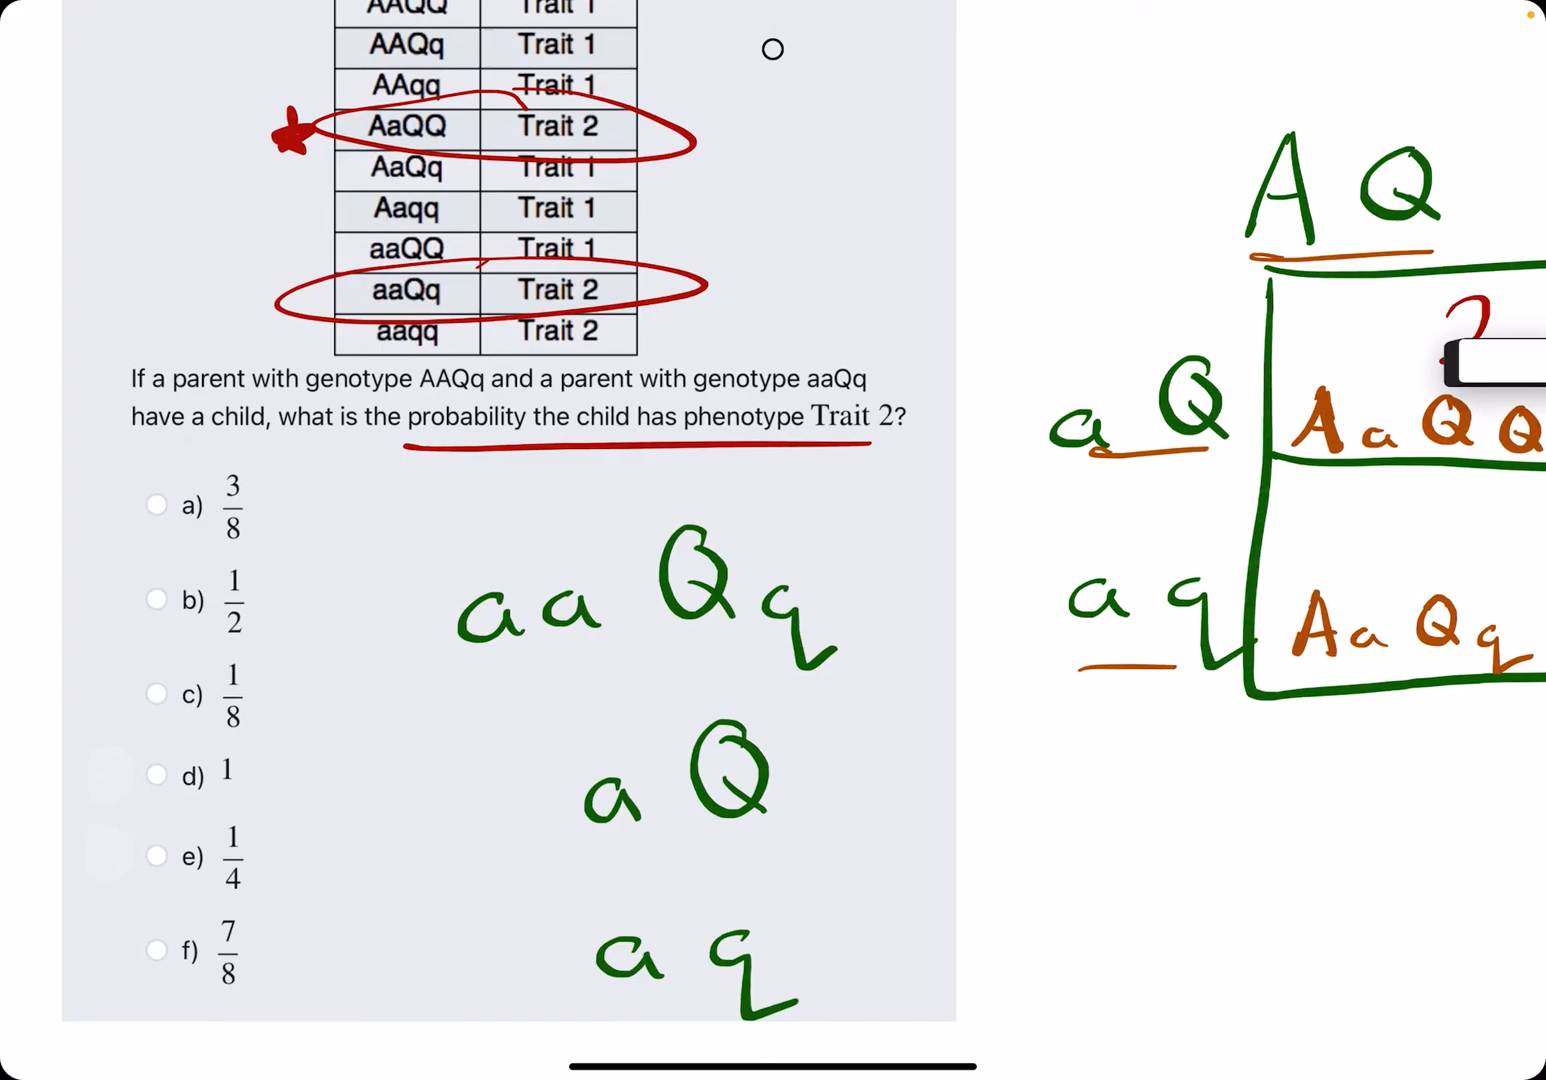 AAQQ Trait 1
AAQq Trait 1
AAqq Trait 1
AaQQ Trait 2
AaQq Trait 1
Aaqq Trait 1
aaQQ Trait 1
aaQq Trait 2
aaqq Trait 2
If a parent with genotype AAQq and a parent with genotype aaQq
have a child, what is the probability the child has phenotype Trait 2?
a) 3/8
b) 1/2
c) 1/8
d) 1
e) 1/4
f) 7/8
aa Qq
a Q
a q
A Q
?
a Q
Aa Q Q
a q
Aa Qq